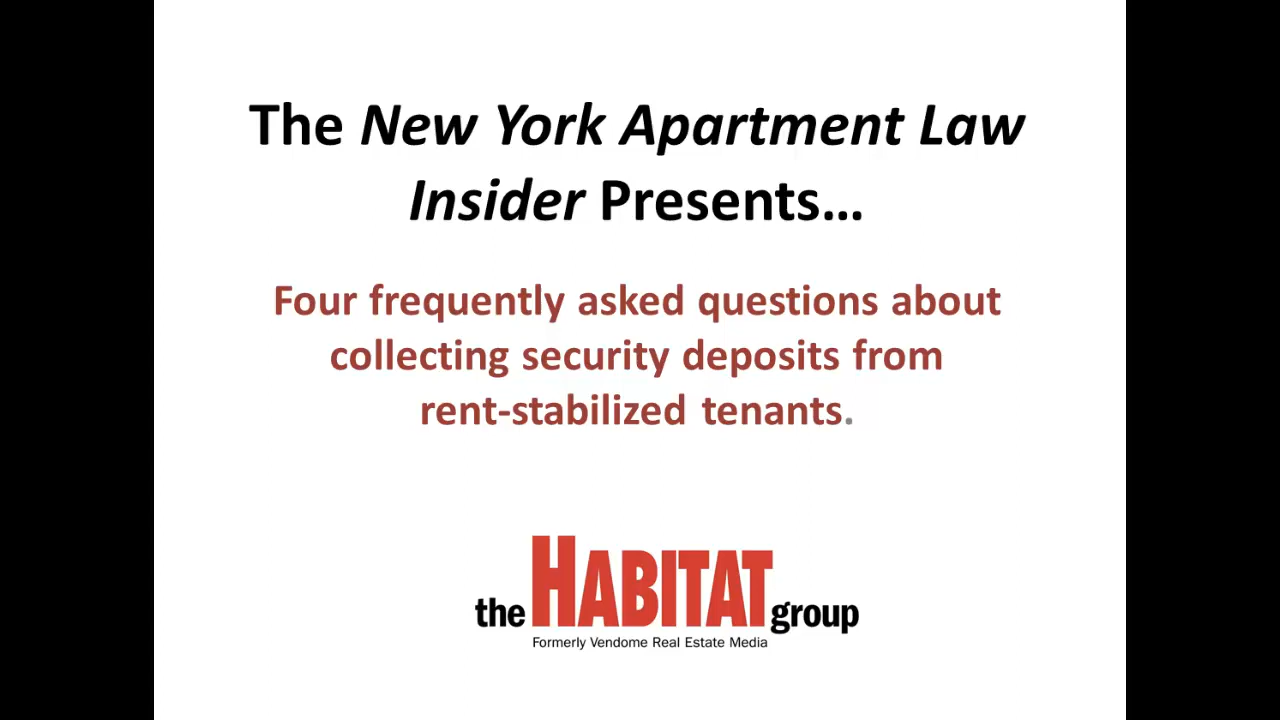 The New York Apartment Law
Insider Presents…
Four frequently asked questions about
collecting security deposits from
rent-stabilized tenants.
the HABITAT group
Formerly Vendome Real Estate Media